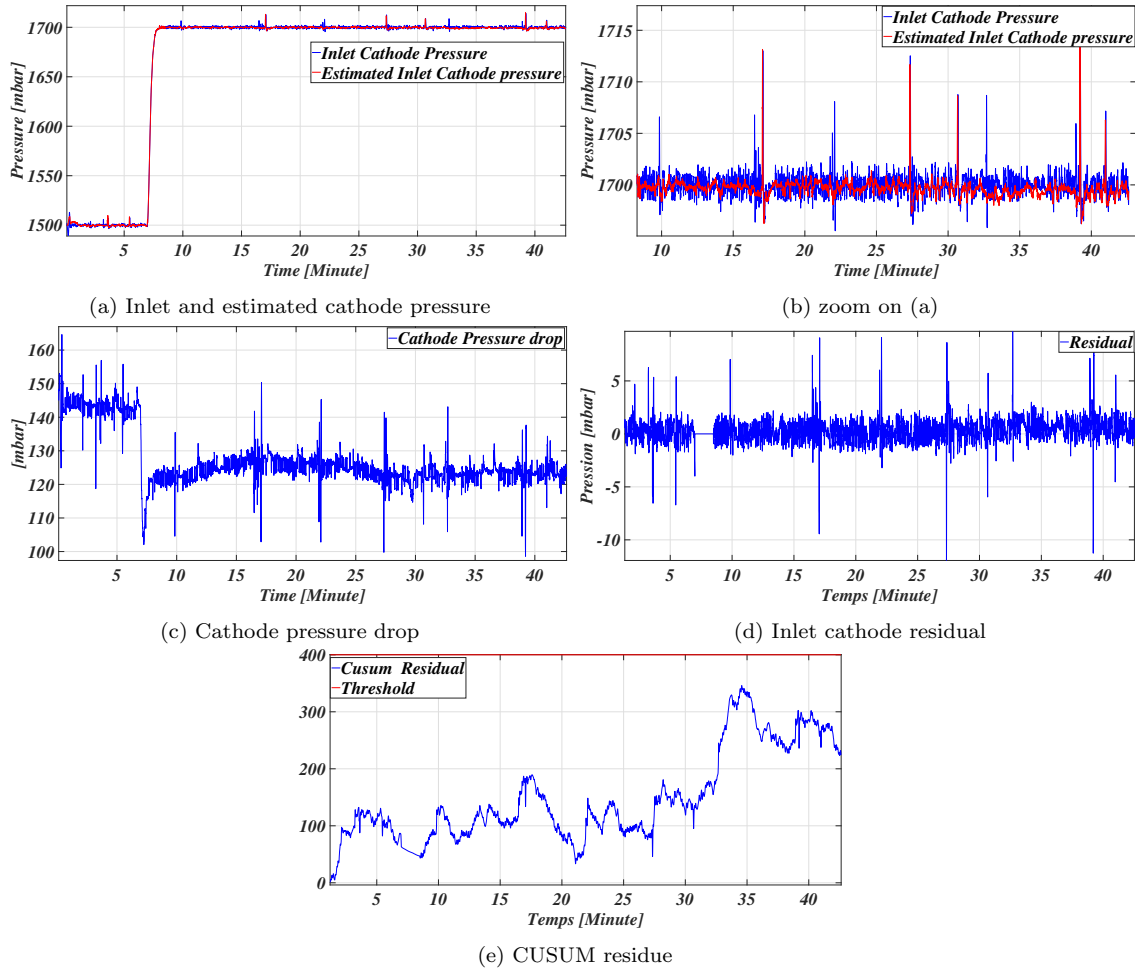 1700
1650
1600
1550
1500
Pressure [mbar]
Inlet Cathode Pressure
Estimated Inlet Cathode pressure
5 10 15 20 25 30 35 40
Time [Minute]
(a) Inlet and estimated cathode pressure
1715
1710
1705
1700
Pressure [mbar]
Inlet Cathode Pressure
Estimated Inlet Cathode pressure
10 15 20 25 30 35 40
Time [Minute]
(b) zoom on (a)
160
150
140
130
120
110
100
[mbar]
Cathode Pressure drop
5 10 15 20 25 30 35 40
Time [Minute]
(c) Cathode pressure drop
5
0
-5
-10
Pression [mbar]
Residual
5 10 15 20 25 30 35 40
Temps [Minute]
(d) Inlet cathode residual
400
300
200
100
0
Pressure [mbar]
Cusum Residual
Threshold
5 10 15 20 25 30 35 40
Temps [Minute]
(e) CUSUM residue